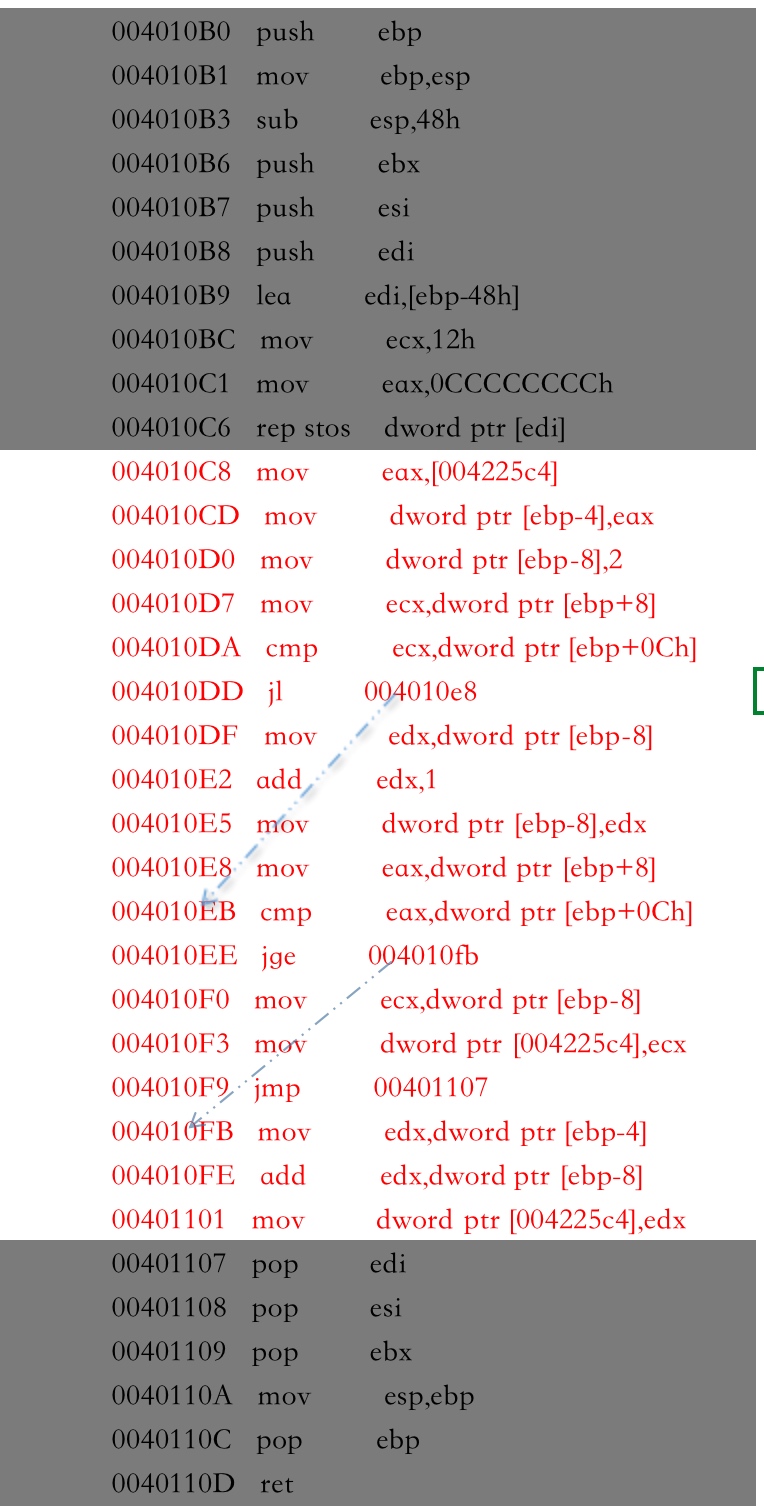 004010B0 push ebp
004010B1 mov ebp,esp
004010B3 sub esp,48h
004010B6 push ebx
004010B7 push esi
004010B8 push edi
004010B9 lea edi,[ebp-48h]
004010BC mov ecx,12h
004010C1 mov eax,0CCCCCCCCh
004010C6 rep stos dword ptr [edi]
004010C8 mov eax,[004225c4]
004010CD mov dword ptr [ebp-4],eax
004010D0 mov dword ptr [ebp-8],2
004010D7 mov ecx,dword ptr [ebp+8]
004010DA cmp ecx,dword ptr [ebp+0Ch]
004010DD jl 004010e8
004010DF mov edx,dword ptr [ebp-8]
004010E2 add edx,1
004010E5 mov dword ptr [ebp-8],edx
004010E8 mov eax,dword ptr [ebp+8]
004010EB cmp eax,dword ptr [ebp+0Ch]
004010EE jge 004010fb
004010F0 mov ecx,dword ptr [ebp-8]
004010F3 mov dword ptr [004225c4],ecx
004010F9 jmp 00401107
004010FB mov edx,dword ptr [ebp-4]
004010FE add edx,dword ptr [ebp-8]
00401101 mov dword ptr [004225c4],edx
00401107 pop edi
00401108 pop esi
00401109 pop ebx
0040110A mov esp,ebp
0040110C pop ebp
0040110D ret